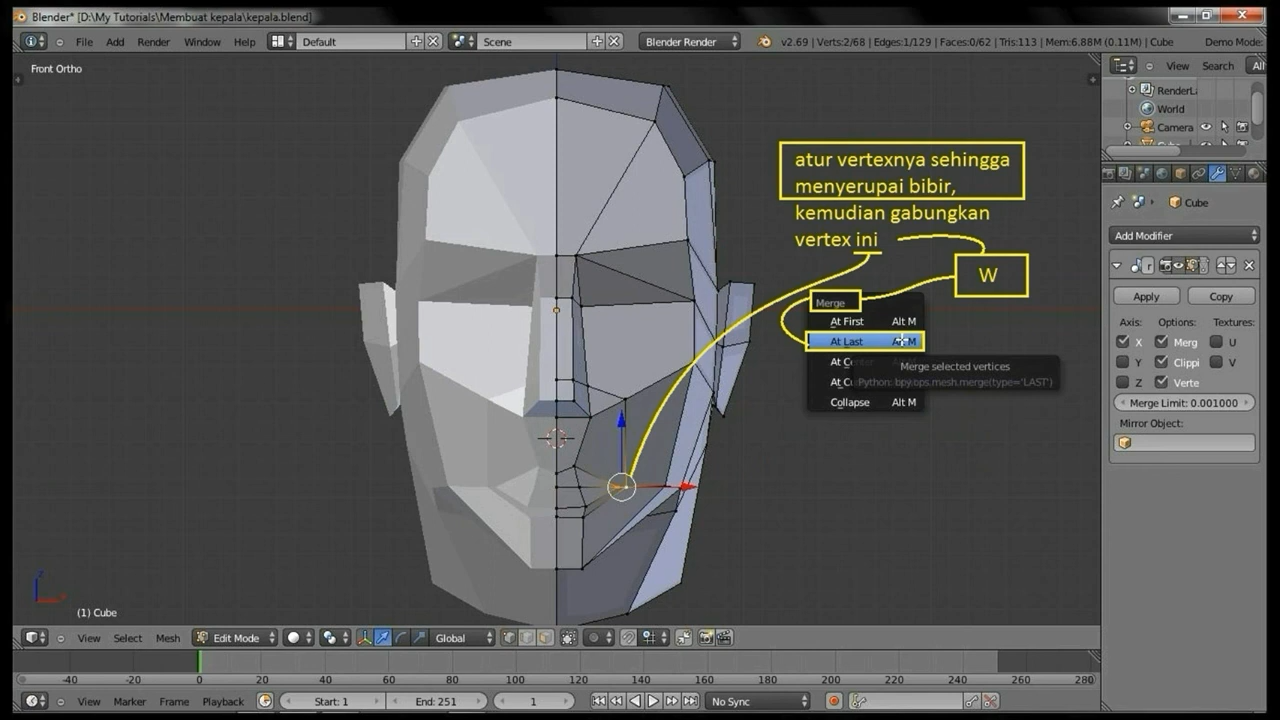 Blender* [D:\My Tutorials\Membuat kepala\kepala.blend]
File Add Render Window Help Default Scene Blender Render v2.69 | Verts:2/68 | Edges:1/129 | Faces:0/62 | Tris:113 | Mem:6.88M (0.11M) | Cube Demo Mode:
Front Ortho
View Search All
RenderLa
World
Camera
atur vertexnya sehingga
menyerupai bibir,
kemudian gabungkan
vertex ini
W
Merge
At First Alt M
At Last
Merge selected vertices
Python: bpy.ops.mesh.merge(type='LAST')
Collapse Alt M
Cube
Add Modifier
Apply Copy
Axis: Options: Textures:
X Merg U
Y Clippi V
Z Verte
Merge Limit: 0.001000
Mirror Object:
(1) Cube
View Select Mesh Edit Mode Global
-40 -20 0 20 40 60 80 100 120 140 160 180 200 220 240 260 280
View Marker Frame Playback Start: 1 End: 251 1 No Sync